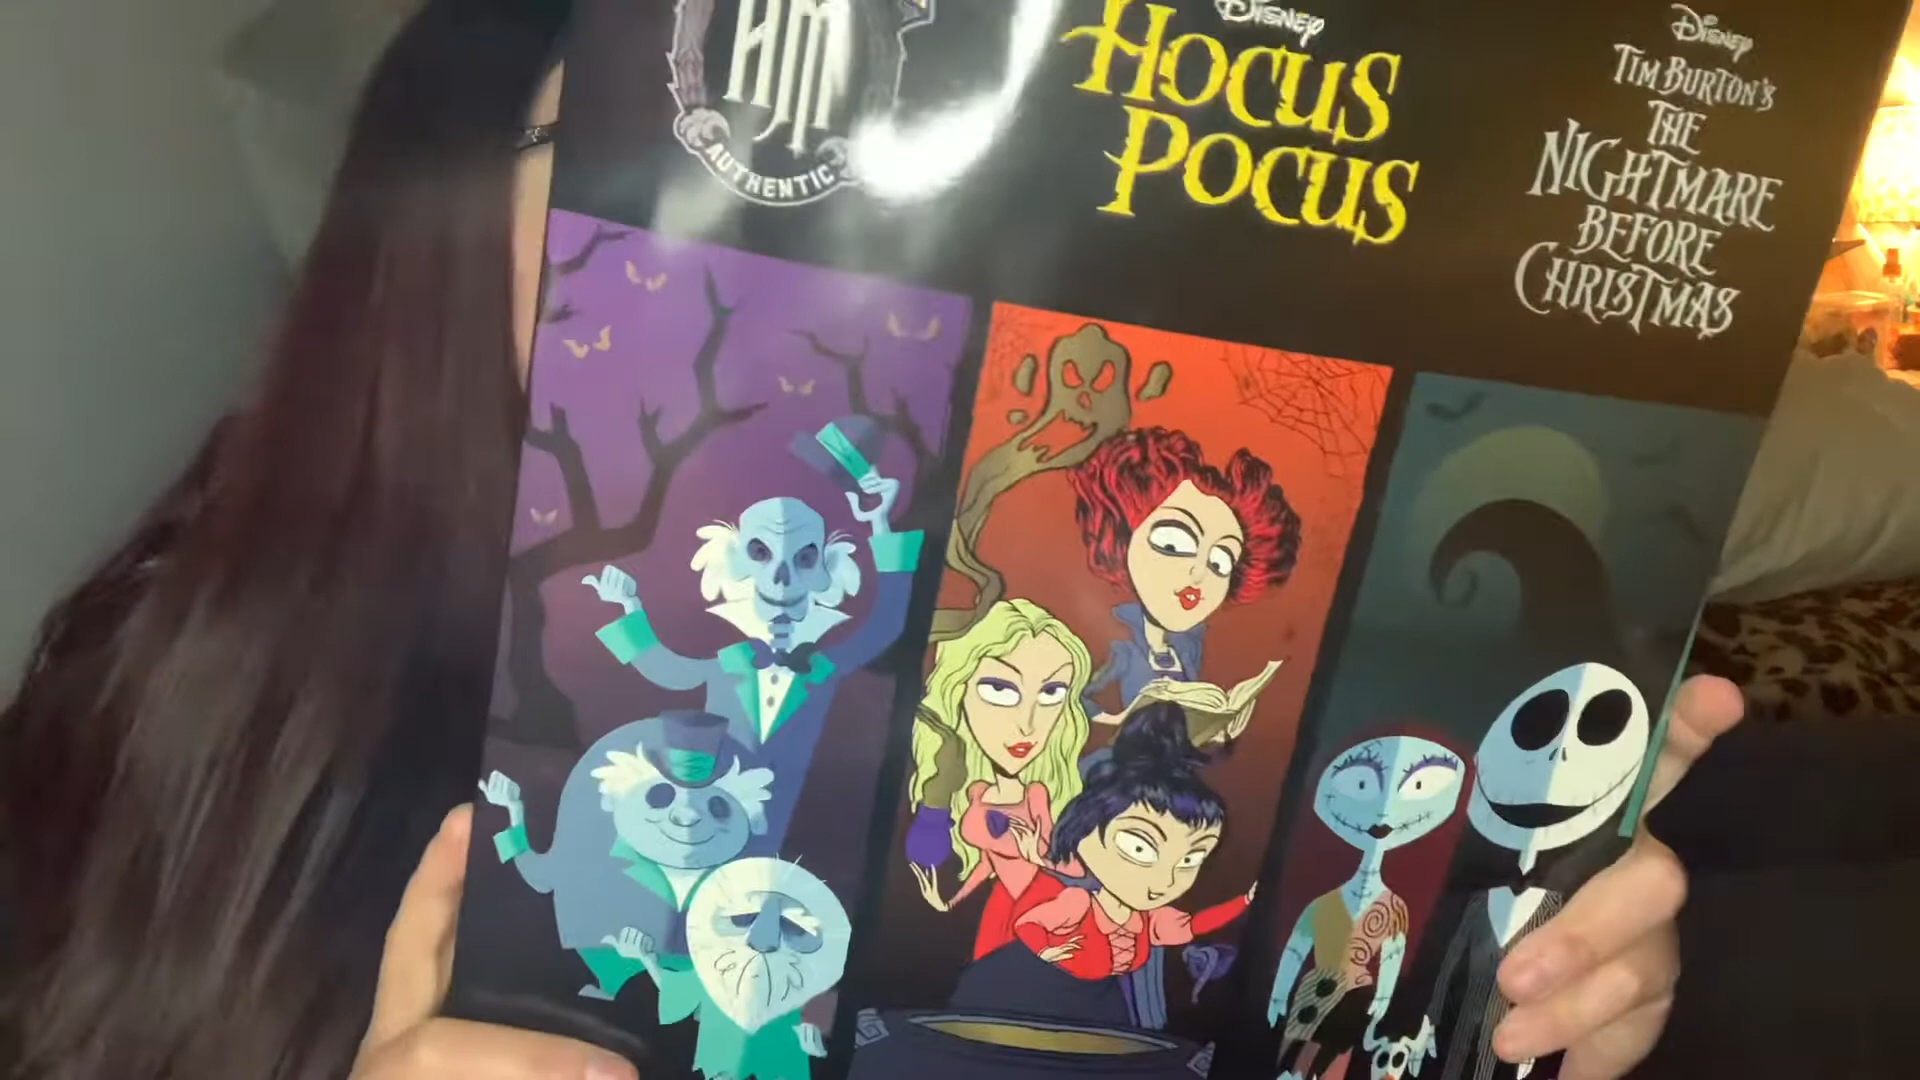 HM
AUTHENTIC
Disney
HOCUS
POCUS
Disney
TIM BURTON'S
THE
NIGHTMARE
BEFORE
CHRISTMAS